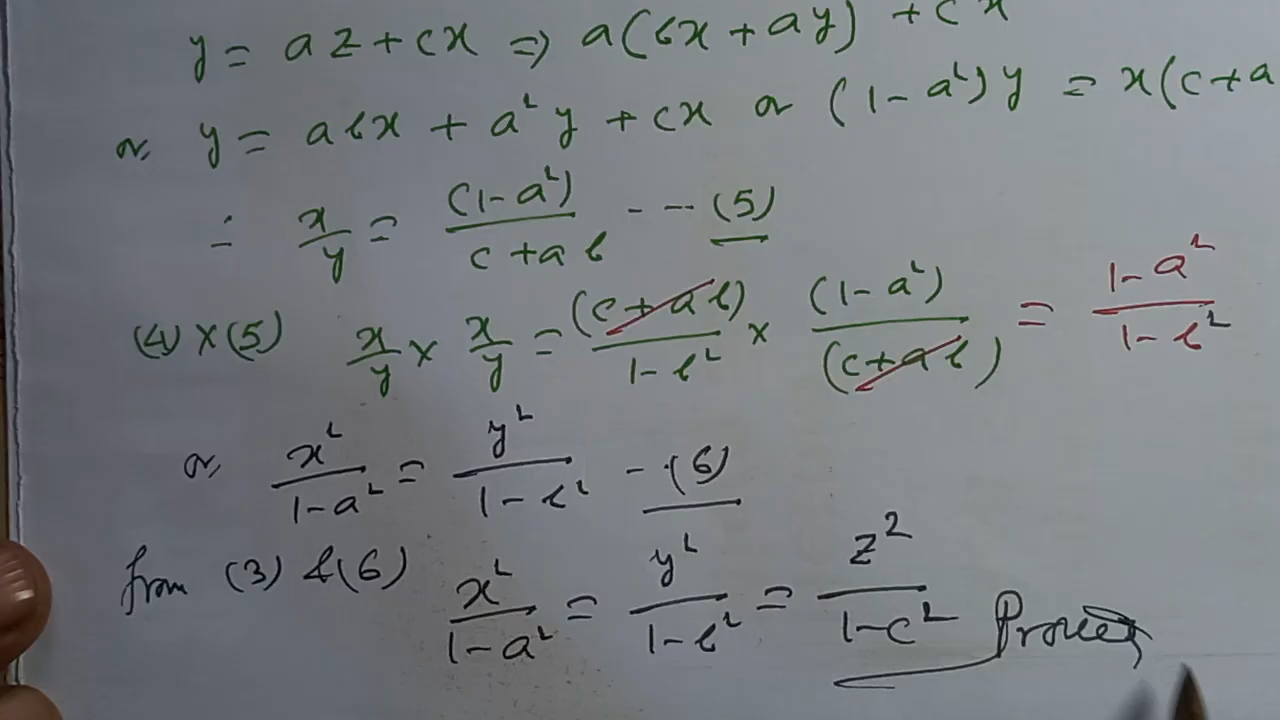 y = az + cx ⇒ a(bx + ay) + cx
or, y = abx + a²y + cx or (1 - a²)y = x(c + a
∴ x/y = (1 - a²)/(c + ab) - -- (5)
(4) × (5) x/y × x/y = (c + ab)/(1 - b²) × (1 - a²)/(c + ab) = (1 - a²)/(1 - b²)
or, x²/(1 - a²) = y²/(1 - b²) -- (6)
from (3) & (6) x²/(1 - a²) = y²/(1 - b²) = z²/(1 - c²) Proved